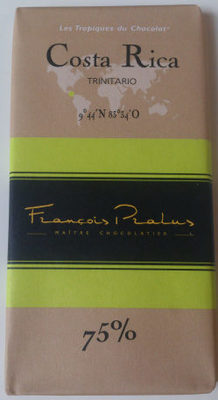 Les Tropiques du Chocolat
Costa Rica
TRINITARIO
9°44'N 83°54'O
François Pralus
MAÎTRE CHOCOLATIER
75%